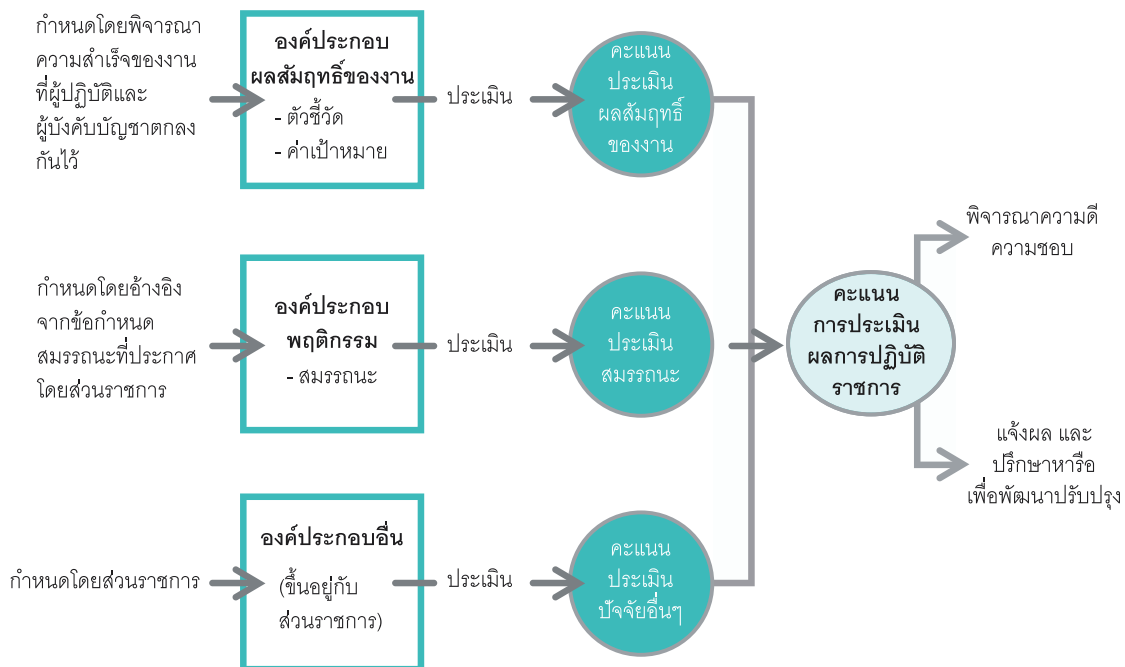 กำหนดโดยพิจารณา
ความสำเร็จของงาน
ที่ผู้ปฏิบัติและ
ผู้บังคับบัญชาตกลง
กันไว้
องค์ประกอบ
ผลสัมฤทธิ์ของงาน
- ตัวชี้วัด
- ค่าเป้าหมาย
ประเมิน
คะแนน
ประเมิน
ผลสัมฤทธิ์
ของงาน
กำหนดโดยอ้างอิง
จากข้อกำหนด
สมรรถนะที่ประกาศ
โดยส่วนราชการ
องค์ประกอบ
พฤติกรรม
- สมรรถนะ
ประเมิน
คะแนน
ประเมิน
สมรรถนะ
กำหนดโดยส่วนราชการ
องค์ประกอบอื่น
(ขึ้นอยู่กับ
ส่วนราชการ)
ประเมิน
คะแนน
ประเมิน
ปัจจัยอื่นๆ
คะแนน
การประเมิน
ผลการปฏิบัติ
ราชการ
พิจารณาความดี
ความชอบ
แจ้งผล และ
ปรึกษาหารือ
เพื่อพัฒนาปรับปรุง